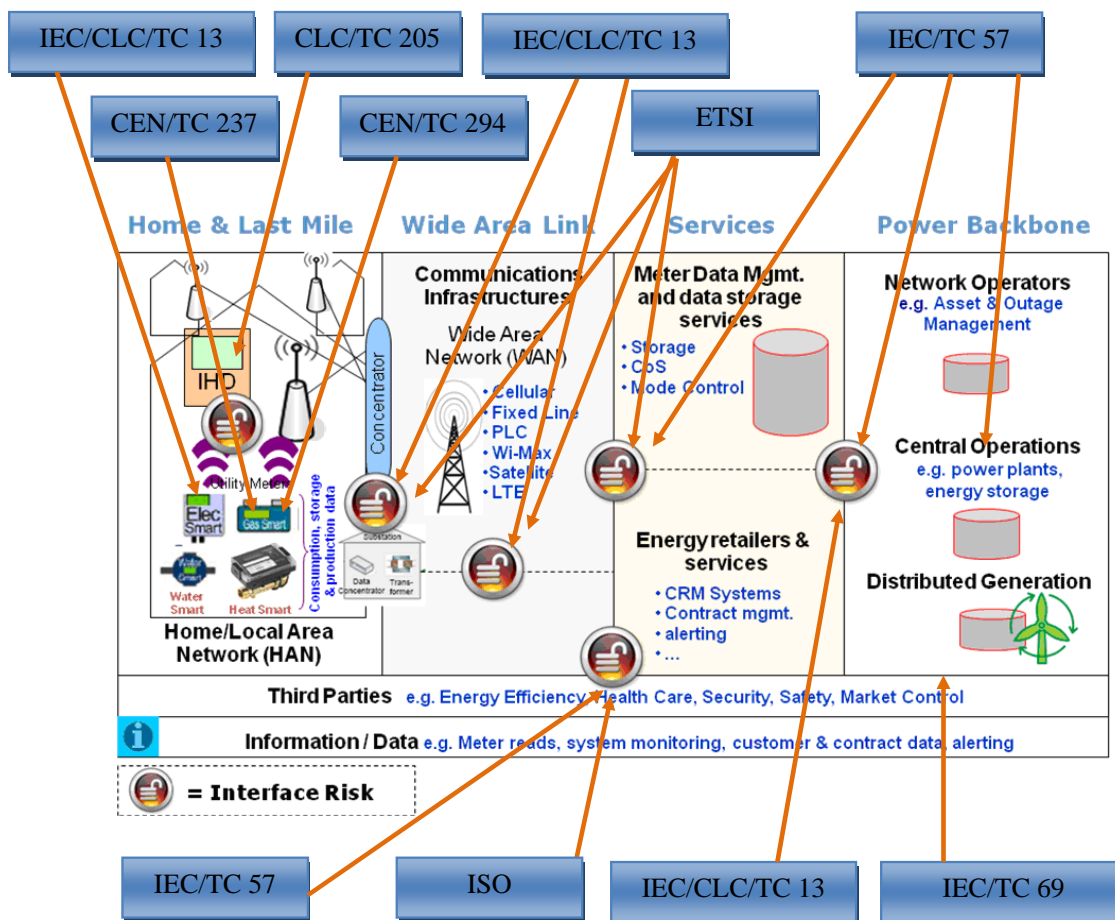 IEC/CLC/TC 13
CLC/TC 205
IEC/CLC/TC 13
IEC/TC 57
CEN/TC 237
CEN/TC 294
ETSI
Home & Last Mile
Wide Area Link
Services
Power Backbone
IHD
Utility Meter
Elec
Smart
Gas Smart
Water
Smart
Water
Smart
Heat Smart
Consumption, storage
& production data
Home/Local Area
Network (HAN)
Concentrator
Substation
Data
Concentrator
Trans-
former
Communications
Infrastructures
Wide Area
Network (WAN)
• Cellular
• Fixed Line
• PLC
• Wi-Max
• Satellite
• LTE
Meter Data Mgmt.
and data storage
services
• Storage
• CoS
• Mode Control
Energy retailers &
services
• CRM Systems
• Contract mgmt.
• alerting
• ...
Network Operators
e.g. Asset & Outage
Management
Central Operations
e.g. power plants,
energy storage
Distributed Generation
Third Parties e.g. Energy Efficiency, Health Care, Security, Safety, Market Control
i
Information / Data e.g. Meter reads, system monitoring, customer & contract data, alerting
= Interface Risk
IEC/TC 57
ISO
IEC/CLC/TC 13
IEC/TC 69